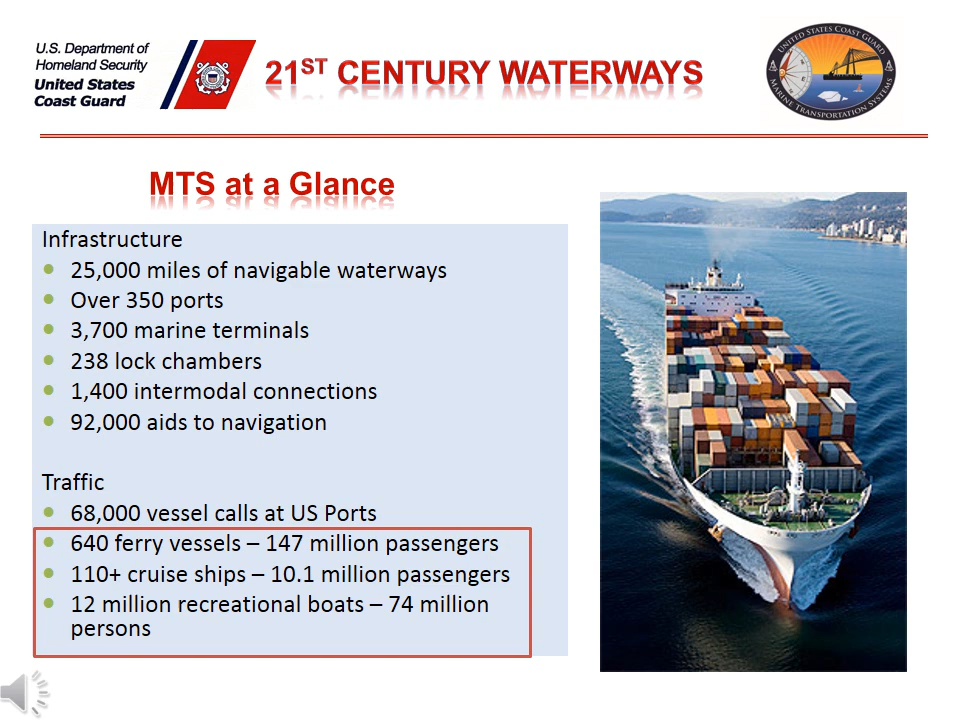 U.S. Department of
Homeland Security
United States
Coast Guard
21ST CENTURY WATERWAYS
UNITED STATES COAST GUARD
MARINE TRANSPORTATION SYSTEMS
MTS at a Glance
Infrastructure
• 25,000 miles of navigable waterways
• Over 350 ports
• 3,700 marine terminals
• 238 lock chambers
• 1,400 intermodal connections
• 92,000 aids to navigation
Traffic
• 68,000 vessel calls at US Ports
• 640 ferry vessels – 147 million passengers
• 110+ cruise ships – 10.1 million passengers
• 12 million recreational boats – 74 million
persons